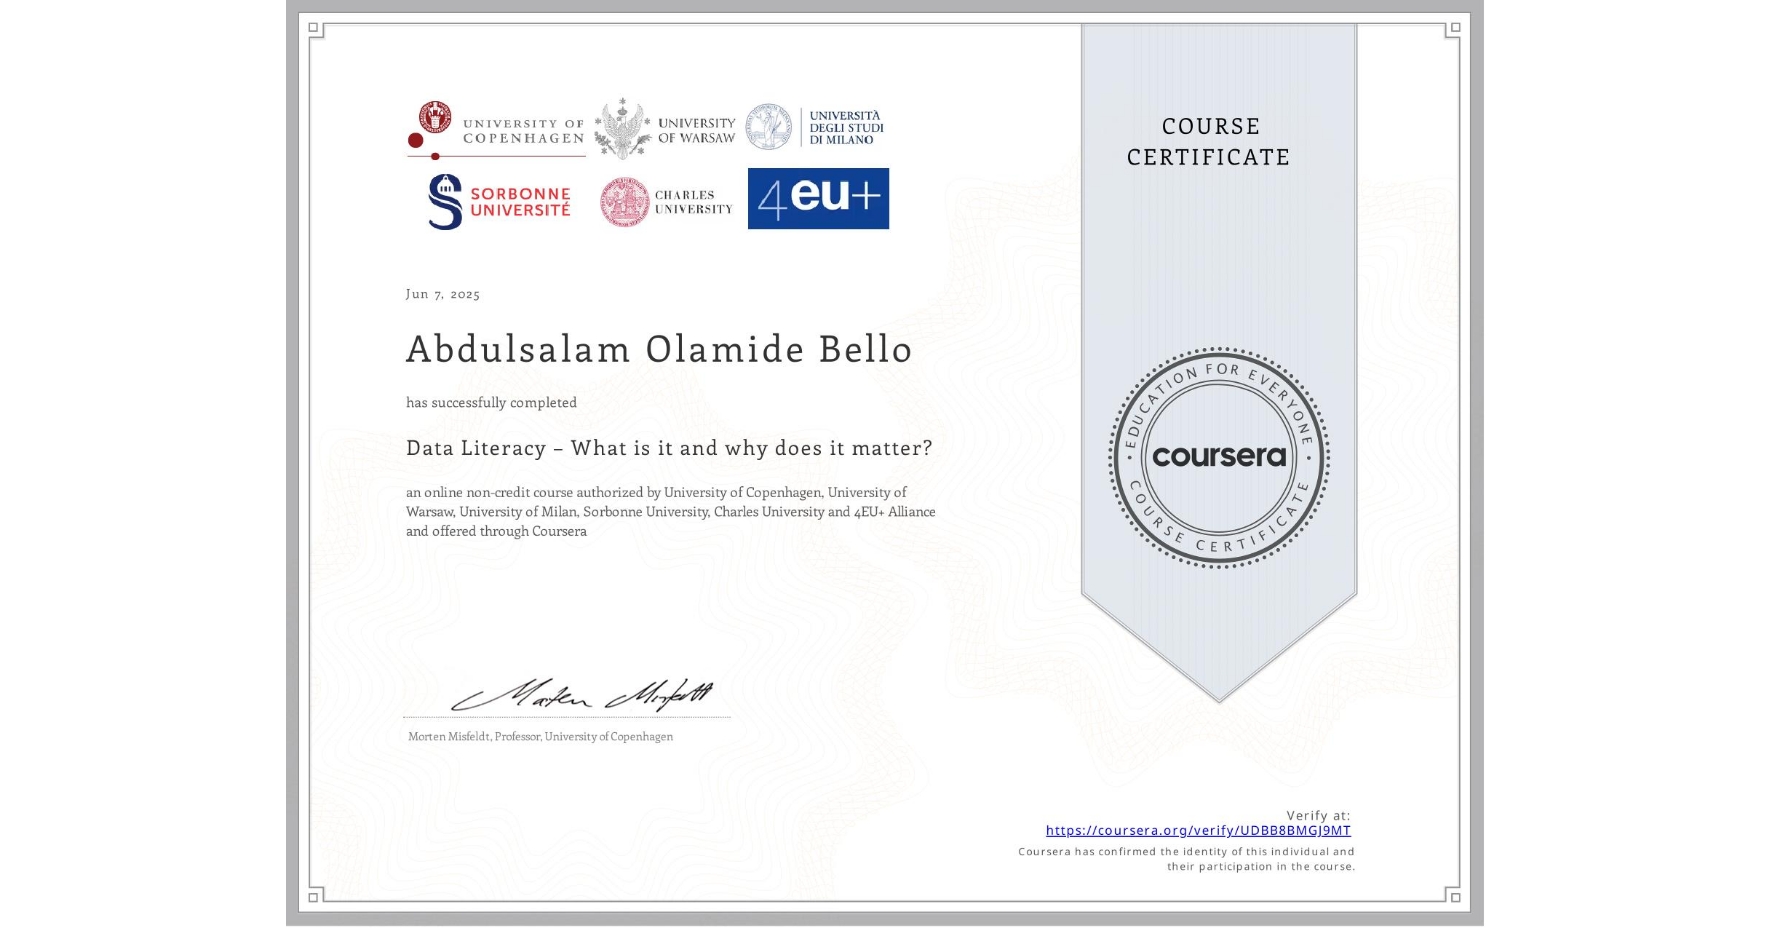 UNIVERSITY OF
COPENHAGEN
UNIVERSITY
OF WARSAW
UNIVERSITÀ
DEGLI STUDI
DI MILANO
SORBONNE
UNIVERSITÉ
CHARLES
UNIVERSITY
4eu+
COURSE
CERTIFICATE
Jun 7, 2025
Abdulsalam Olamide Bello
has successfully completed
Data Literacy – What is it and why does it matter?
an online non-credit course authorized by University of Copenhagen, University of
Warsaw, University of Milan, Sorbonne University, Charles University and 4EU+ Alliance
and offered through Coursera
EDUCATION FOR EVERYONE
coursera
COURSE CERTIFICATE
Morten Misfeldt
Morten Misfeldt, Professor, University of Copenhagen
Verify at:
https://coursera.org/verify/UDBB8BMGJ9MT
Coursera has confirmed the identity of this individual and
their participation in the course.